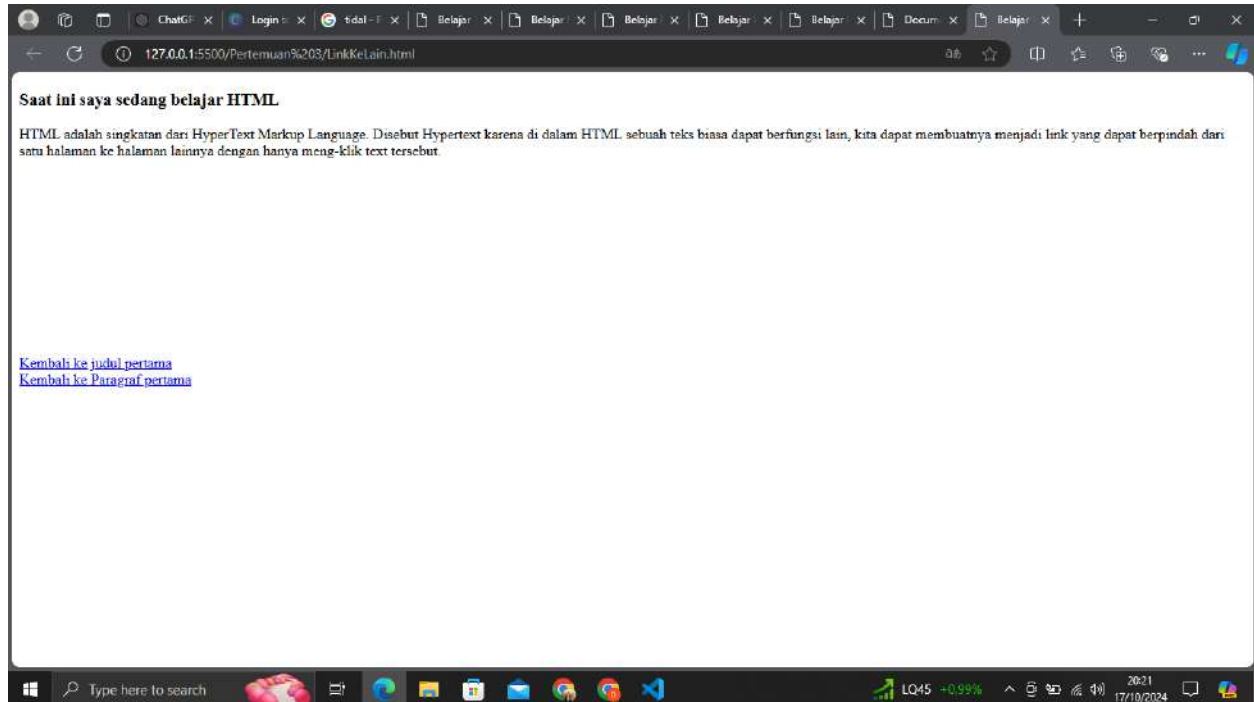 ChatGF
Login
tidal - F
Belajar
Belajar
Belajar
Belajar
Belajar
Docum
Belajar
127.0.0.1:5500/Pertemuan%203/LinkKeLain.html
Saat ini saya sedang belajar HTML
HTML adalah singkatan dari HyperText Markup Language. Disebut Hypertext karena di dalam HTML sebuah teks biasa dapat berfungsi lain, kita dapat membuatnya menjadi link yang dapat berpindah dari
satu halaman ke halaman lainnya dengan hanya meng-klik text tersebut.
Kembali ke judul pertama
Kembali ke Paragraf pertama
Type here to search
LQ45 +0.99%
20:21
17/10/2024